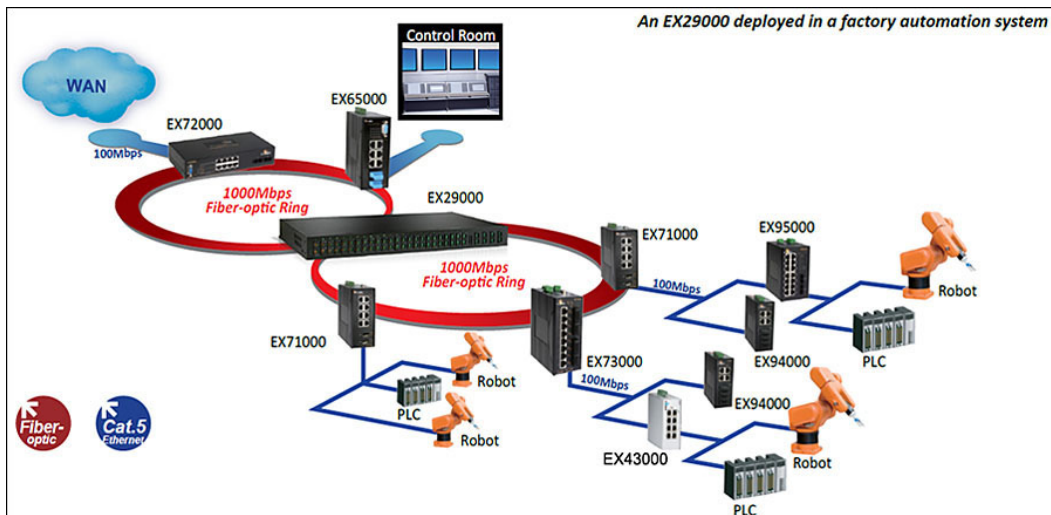 An EX29000 deployed in a factory automation system
Control Room
WAN
EX65000
EX72000
100Mbps
1000Mbps
Fiber-optic Ring
EX29000
EX71000
EX95000
1000Mbps
Fiber-optic Ring
100Mbps
Robot
EX71000
EX73000
EX94000
PLC
100Mbps
Robot
PLC
EX94000
Robot
Robot
EX43000
PLC
Fiber-
optic
Cat.5
Ethernet